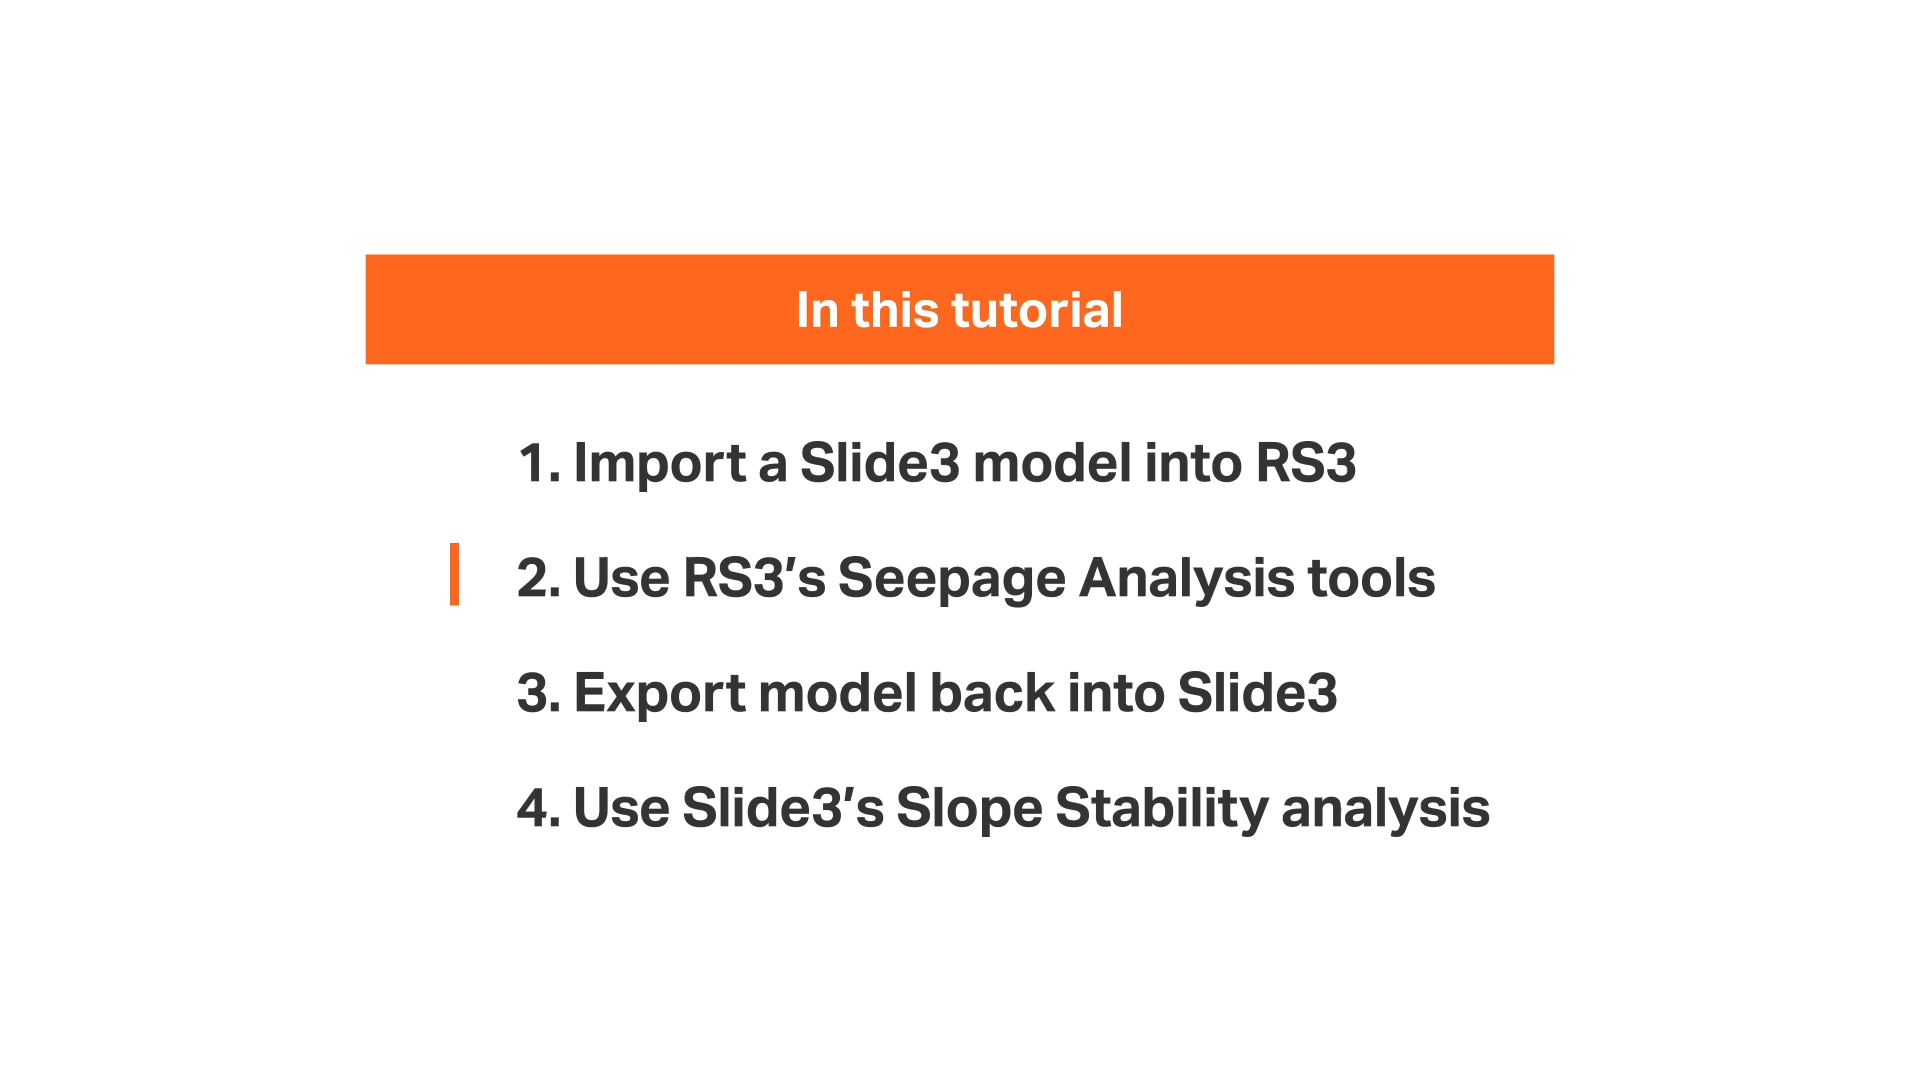 In this tutorial
1. Import a Slide3 model into RS3
2. Use RS3's Seepage Analysis tools
3. Export model back into Slide3
4. Use Slide3's Slope Stability analysis